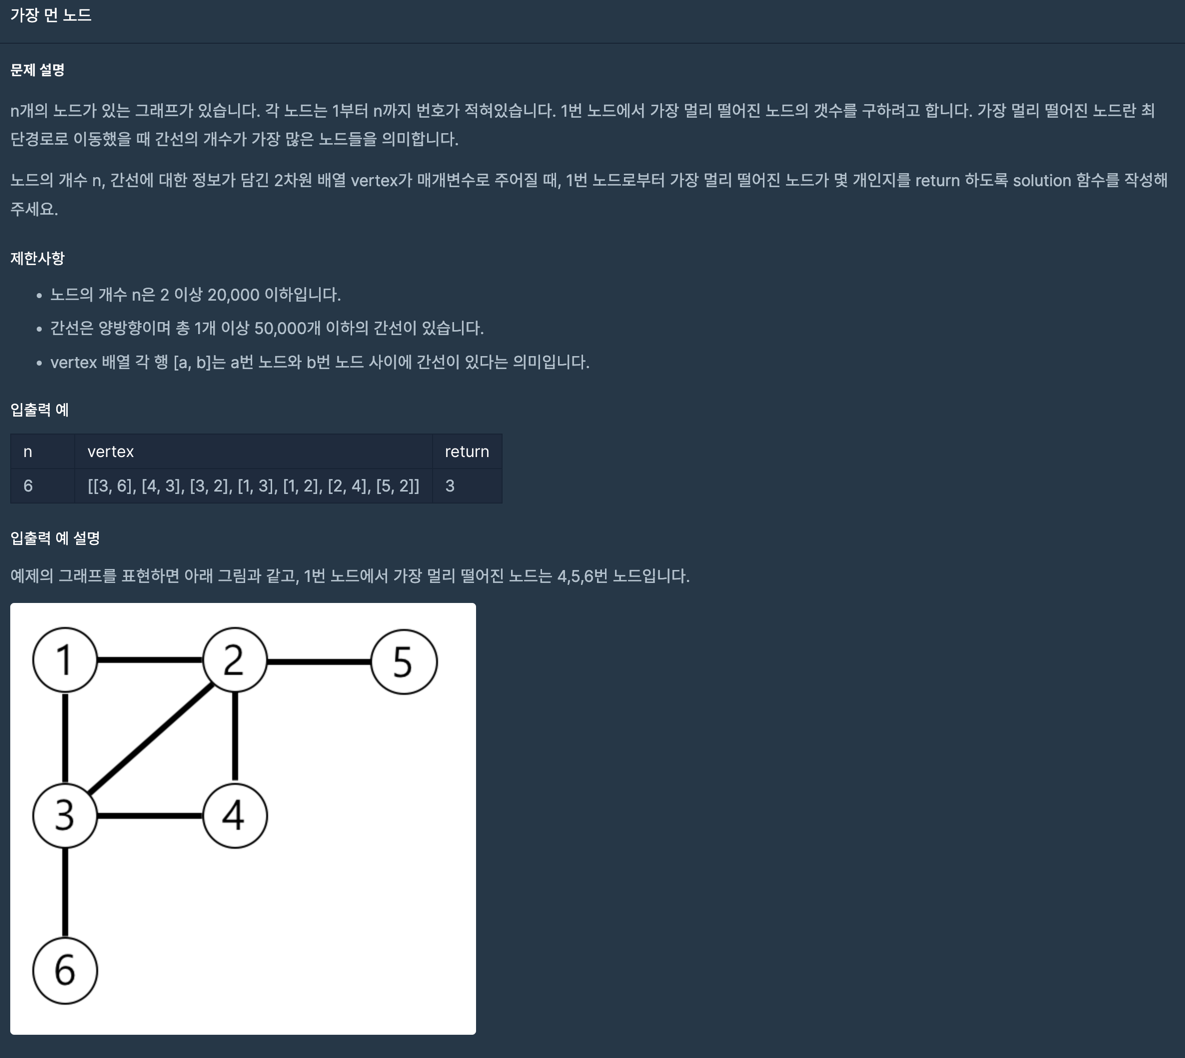 가장 먼 노드
문제 설명
n개의 노드가 있는 그래프가 있습니다. 각 노드는 1부터 n까지 번호가 적혀있습니다. 1번 노드에서 가장 멀리 떨어진 노드의 갯수를 구하려고 합니다. 가장 멀리 떨어진 노드란 최
단경로로 이동했을 때 간선의 개수가 가장 많은 노드들을 의미합니다.
노드의 개수 n, 간선에 대한 정보가 담긴 2차원 배열 vertex가 매개변수로 주어질 때, 1번 노드로부터 가장 멀리 떨어진 노드가 몇 개인지를 return 하도록 solution 함수를 작성해
주세요.
제한사항
• 노드의 개수 n은 2 이상 20,000 이하입니다.
• 간선은 양방향이며 총 1개 이상 50,000개 이하의 간선이 있습니다.
• vertex 배열 각 행 [a, b]는 a번 노드와 b번 노드 사이에 간선이 있다는 의미입니다.
입출력 예
n vertex return
6 [[3, 6], [4, 3], [3, 2], [1, 3], [1, 2], [2, 4], [5, 2]] 3
입출력 예 설명
예제의 그래프를 표현하면 아래 그림과 같고, 1번 노드에서 가장 멀리 떨어진 노드는 4,5,6번 노드입니다.
1 2 5
3 4
6